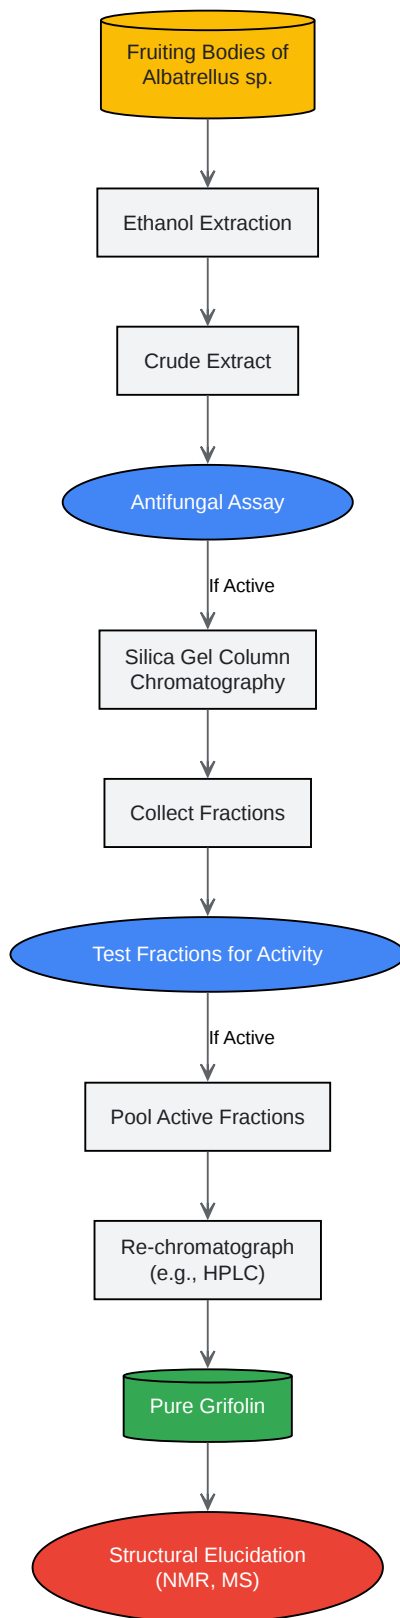 Fruiting Bodies of
Albatrellus sp.
Ethanol Extraction
Crude Extract
Antifungal Assay
If Active
Silica Gel Column
Chromatography
Collect Fractions
Test Fractions for Activity
If Active
Pool Active Fractions
Re-chromatograph
(e.g., HPLC)
Pure Grifolin
Structural Elucidation
(NMR, MS)